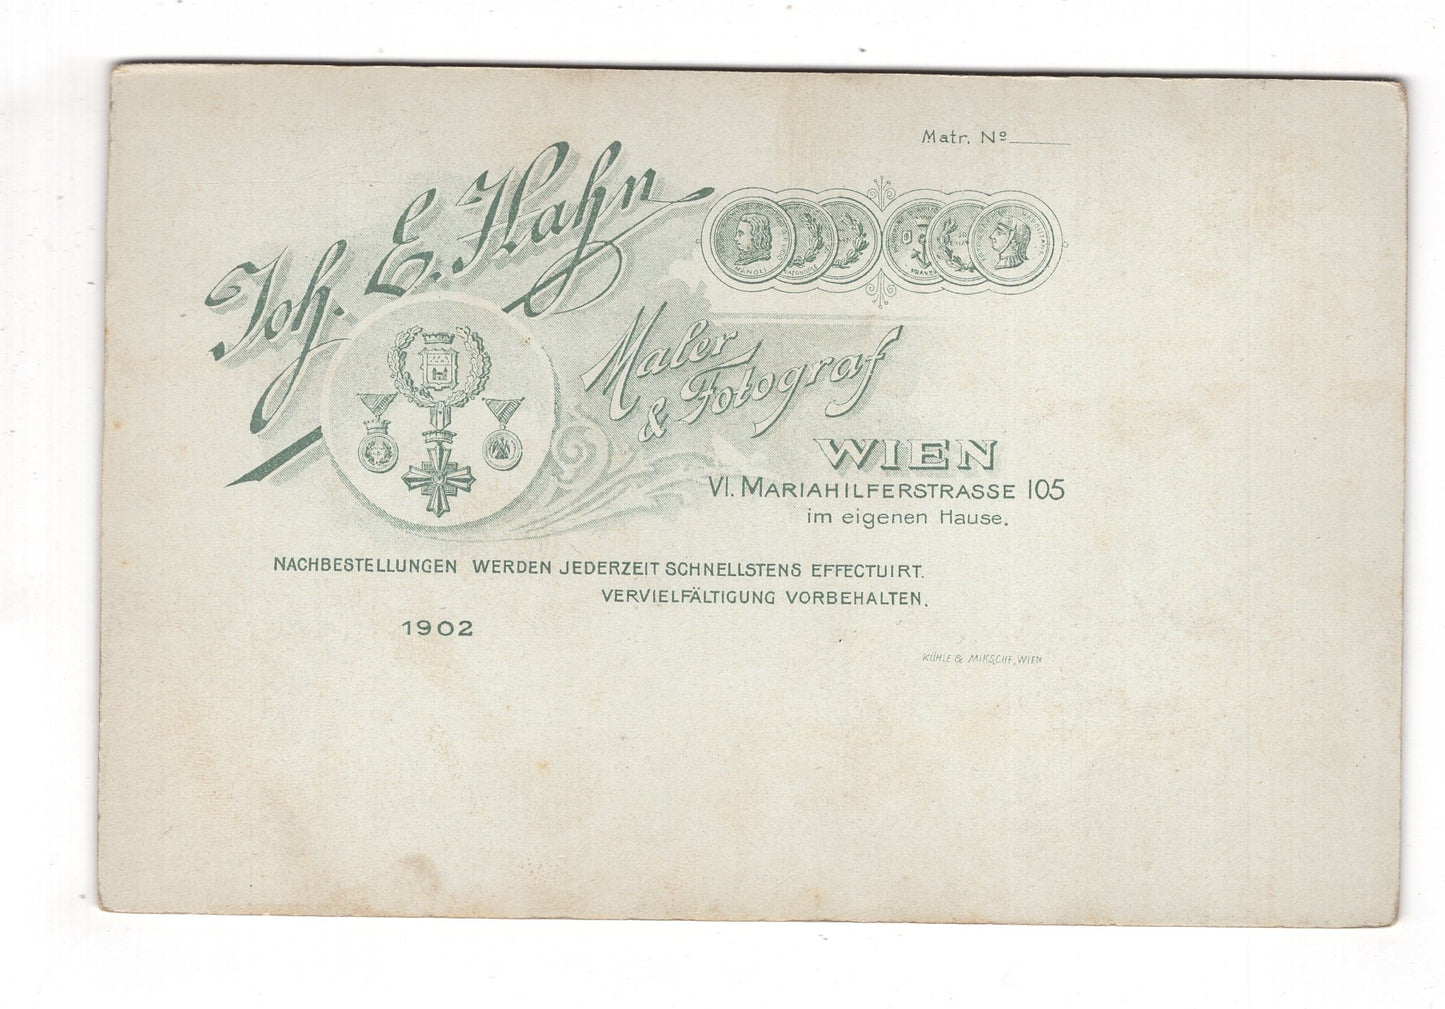 Matr. Nº
Joh. E. Hahn
Maler
& Fotograf
WIEN
VI. MARIAHILFERSTRASSE 105
im eigenen Hause.
NACHBESTELLUNGEN WERDEN JEDERZEIT SCHNELLSTENS EFFECTUIRT.
VERVIELFÄLTIGUNG VORBEHALTEN.
1902
KÜHLE & MIKSCHE, WIEN